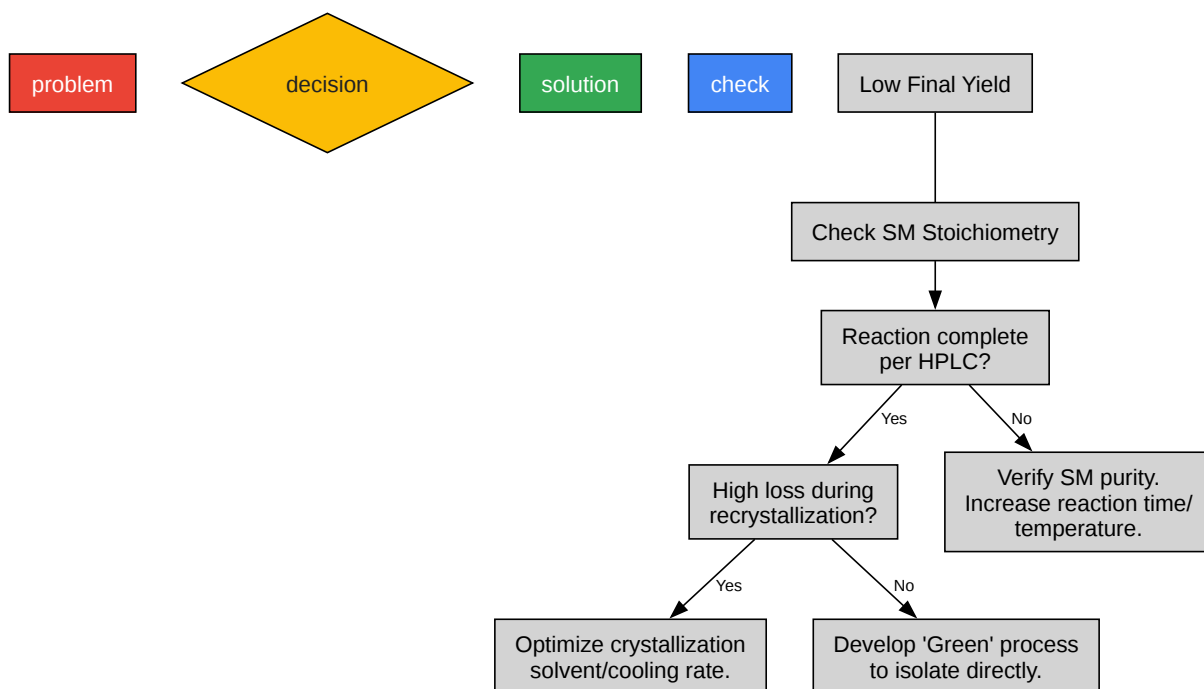 problem
decision
solution
check
Low Final Yield
Check SM Stoichiometry
Reaction complete
per HPLC?
Yes
No
High loss during
recrystallization?
Verify SM purity.
Increase reaction time/
temperature.
Yes
No
Optimize crystallization
solvent/cooling rate.
Develop 'Green' process
to isolate directly.